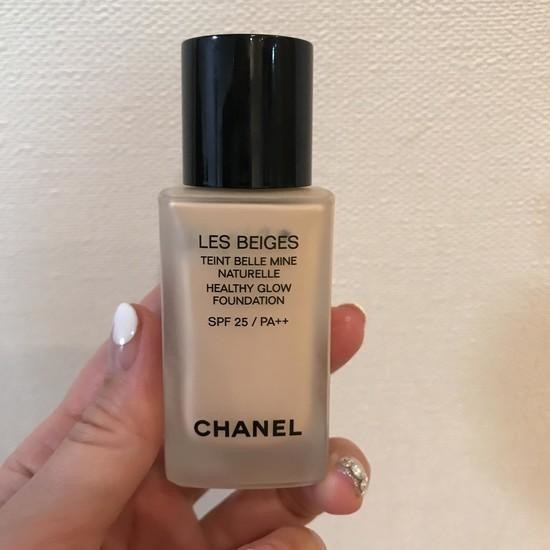 LES BEIGES
TEINT BELLE MINE
NATURELLE
HEALTHY GLOW
FOUNDATION
SPF 25 / PA++
CHANEL